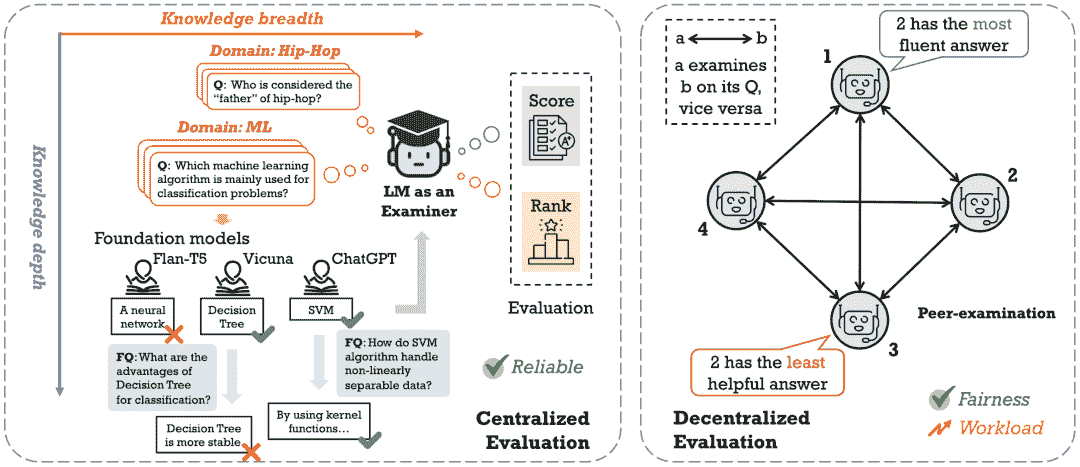 Knowledge breadth
Knowledge depth
Domain: Hip-Hop
Q: Who is considered the
"father" of hip-hop?
Domain: ML
Q: Which machine learning
algorithm is mainly used for
classification problems?
LM as an
Examiner
Score
A+
Rank
Evaluation
Foundation models
Flan-T5
Vicuna
ChatGPT
A neural
network
Decision
Tree
SVM
FQ: What are the
advantages of
Decision Tree
for classification?
FQ: How do SVM
algorithm handle
non-linearly
separable data?
Decision Tree
is more stable
By using kernel
functions...
Reliable
Centralized
Evaluation
a b
a examines
b on its Q,
vice versa
2 has the most
fluent answer
1
2
3
4
Peer-examination
2 has the least
helpful answer
Decentralized
Evaluation
Fairness
Workload